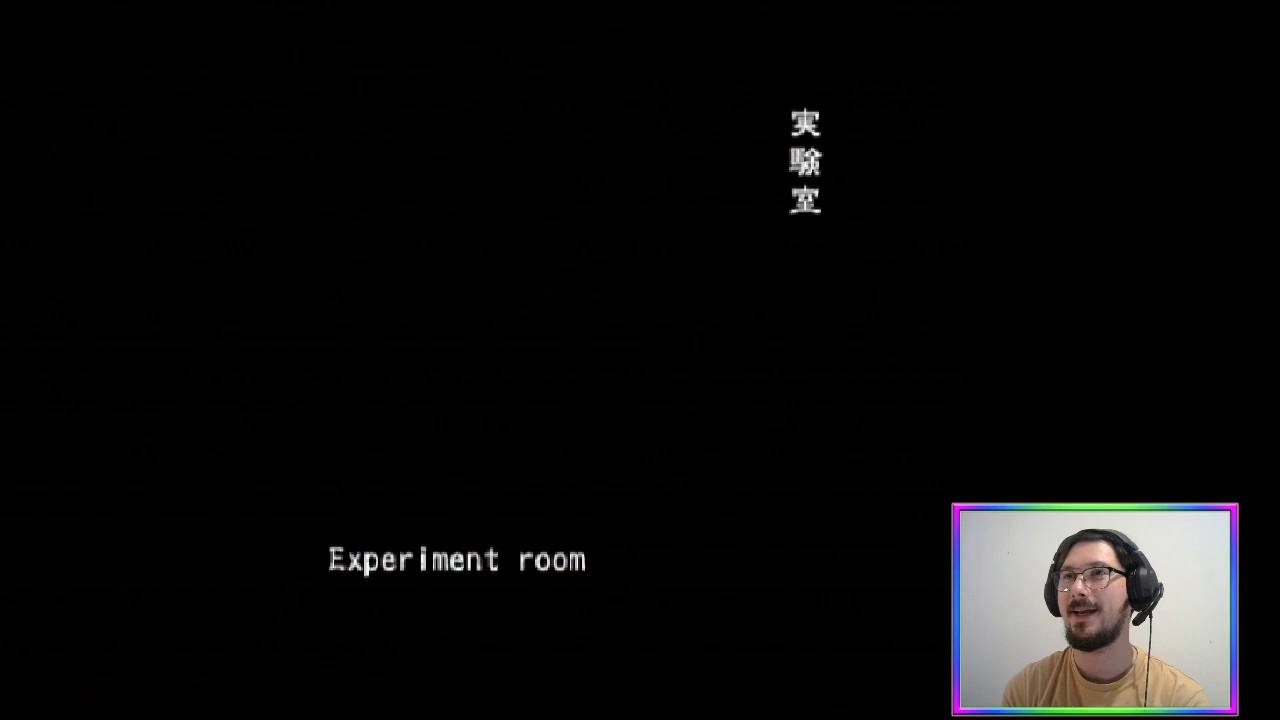 実験室
Experiment room